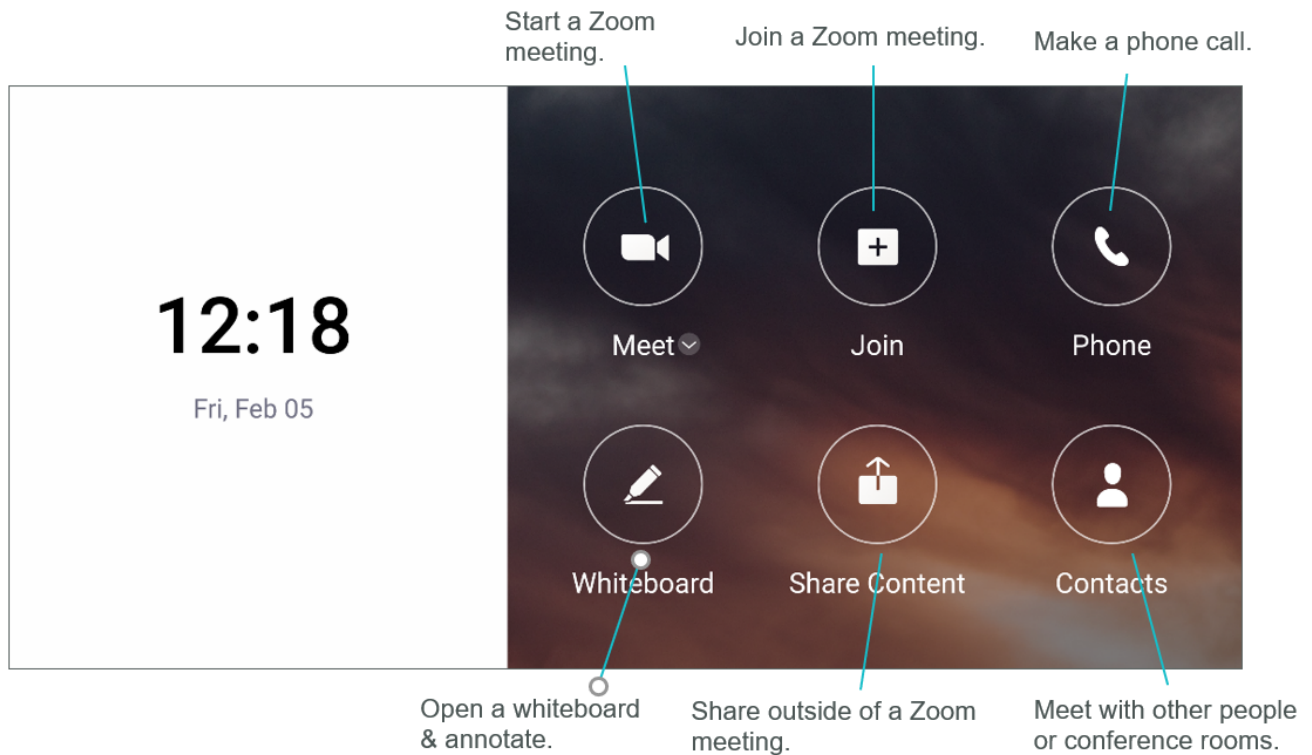 Start a Zoom
meeting.
Join a Zoom meeting.
Make a phone call.
12:18
Fri, Feb 05
Meet
Join
Phone
Whiteboard
Share Content
Contacts
Open a whiteboard
& annotate.
Share outside of a Zoom
meeting.
Meet with other people
or conference rooms.